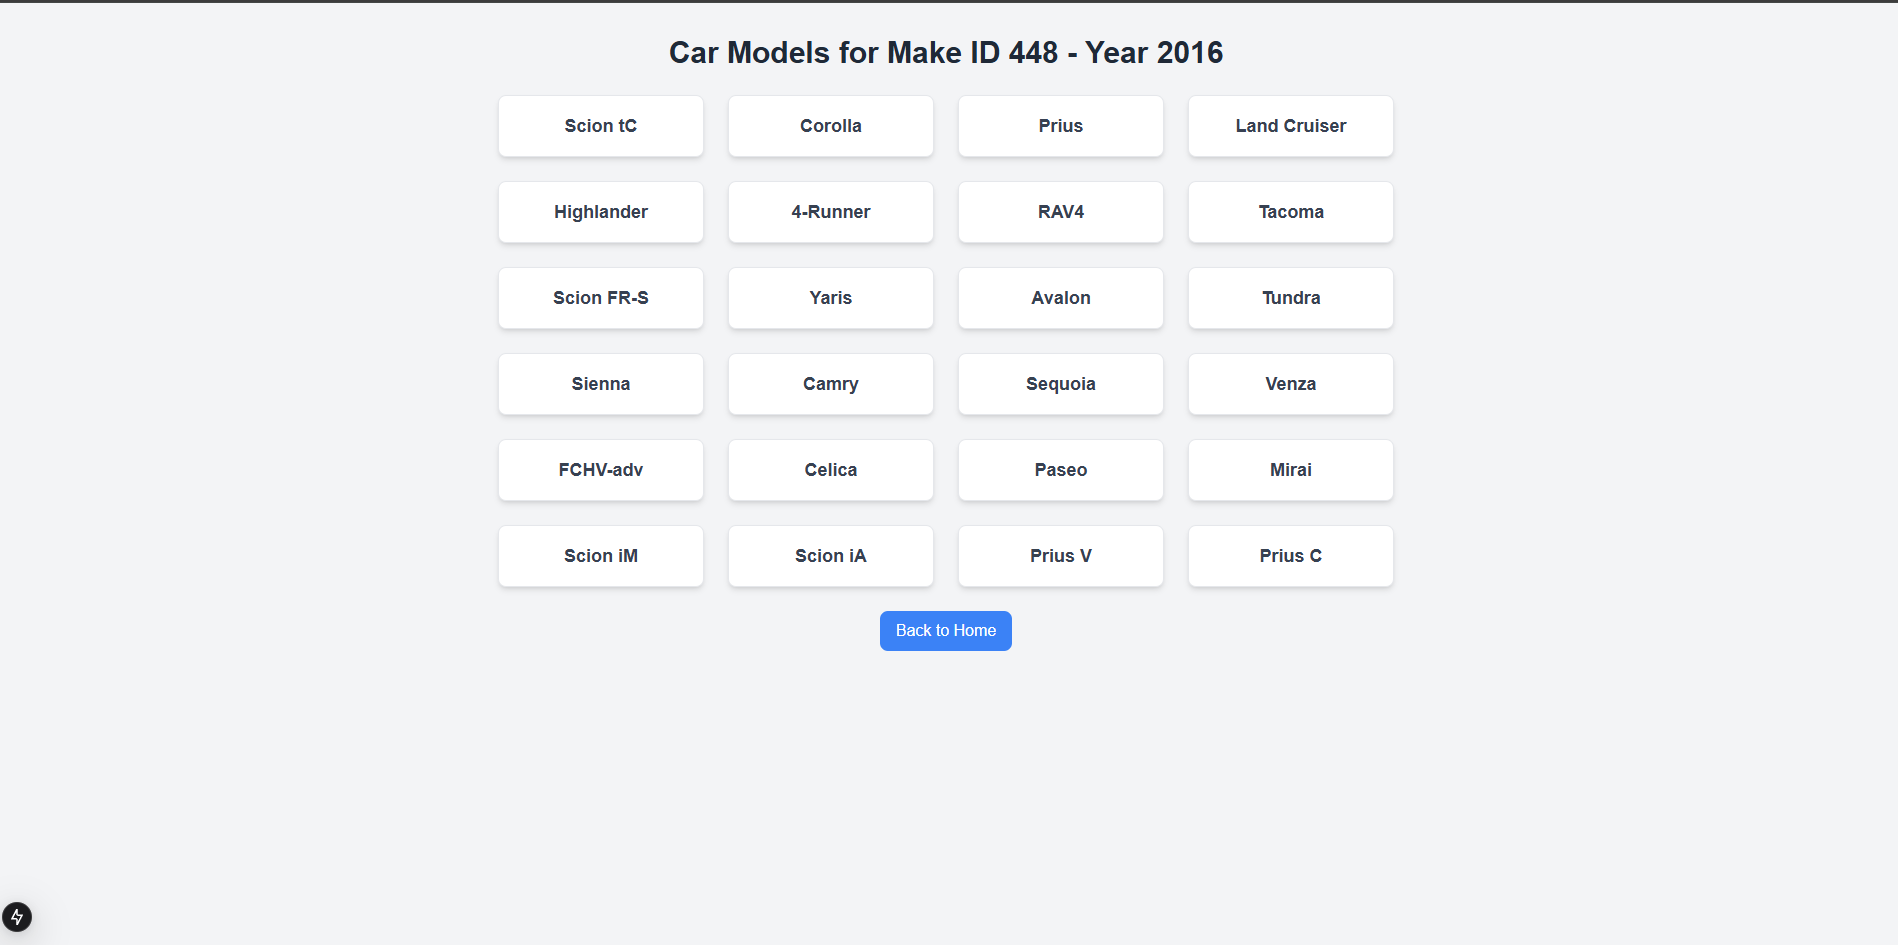 Car Models for Make ID 448 - Year 2016
Scion tC
Corolla
Prius
Land Cruiser
Highlander
4-Runner
RAV4
Tacoma
Scion FR-S
Yaris
Avalon
Tundra
Sienna
Camry
Sequoia
Venza
FCHV-adv
Celica
Paseo
Mirai
Scion iM
Scion iA
Prius V
Prius C
Back to Home